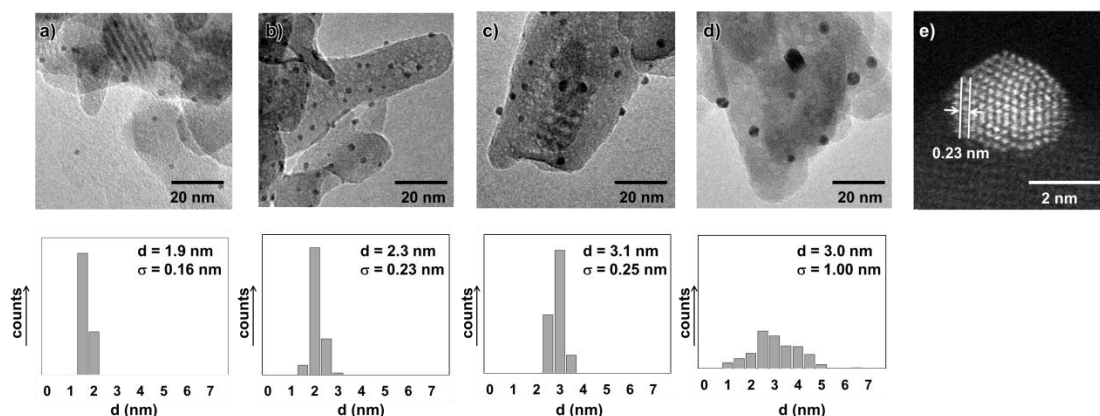 a)
20 nm
b)
20 nm
c)
20 nm
d)
20 nm
e)
0.23 nm
2 nm
d = 1.9 nm
σ = 0.16 nm
counts
0 1 2 3 4 5 6 7
d (nm)
d = 2.3 nm
σ = 0.23 nm
counts
0 1 2 3 4 5 6 7
d (nm)
d = 3.1 nm
σ = 0.25 nm
counts
0 1 2 3 4 5 6 7
d (nm)
d = 3.0 nm
σ = 1.00 nm
counts
0 1 2 3 4 5 6 7
d (nm)